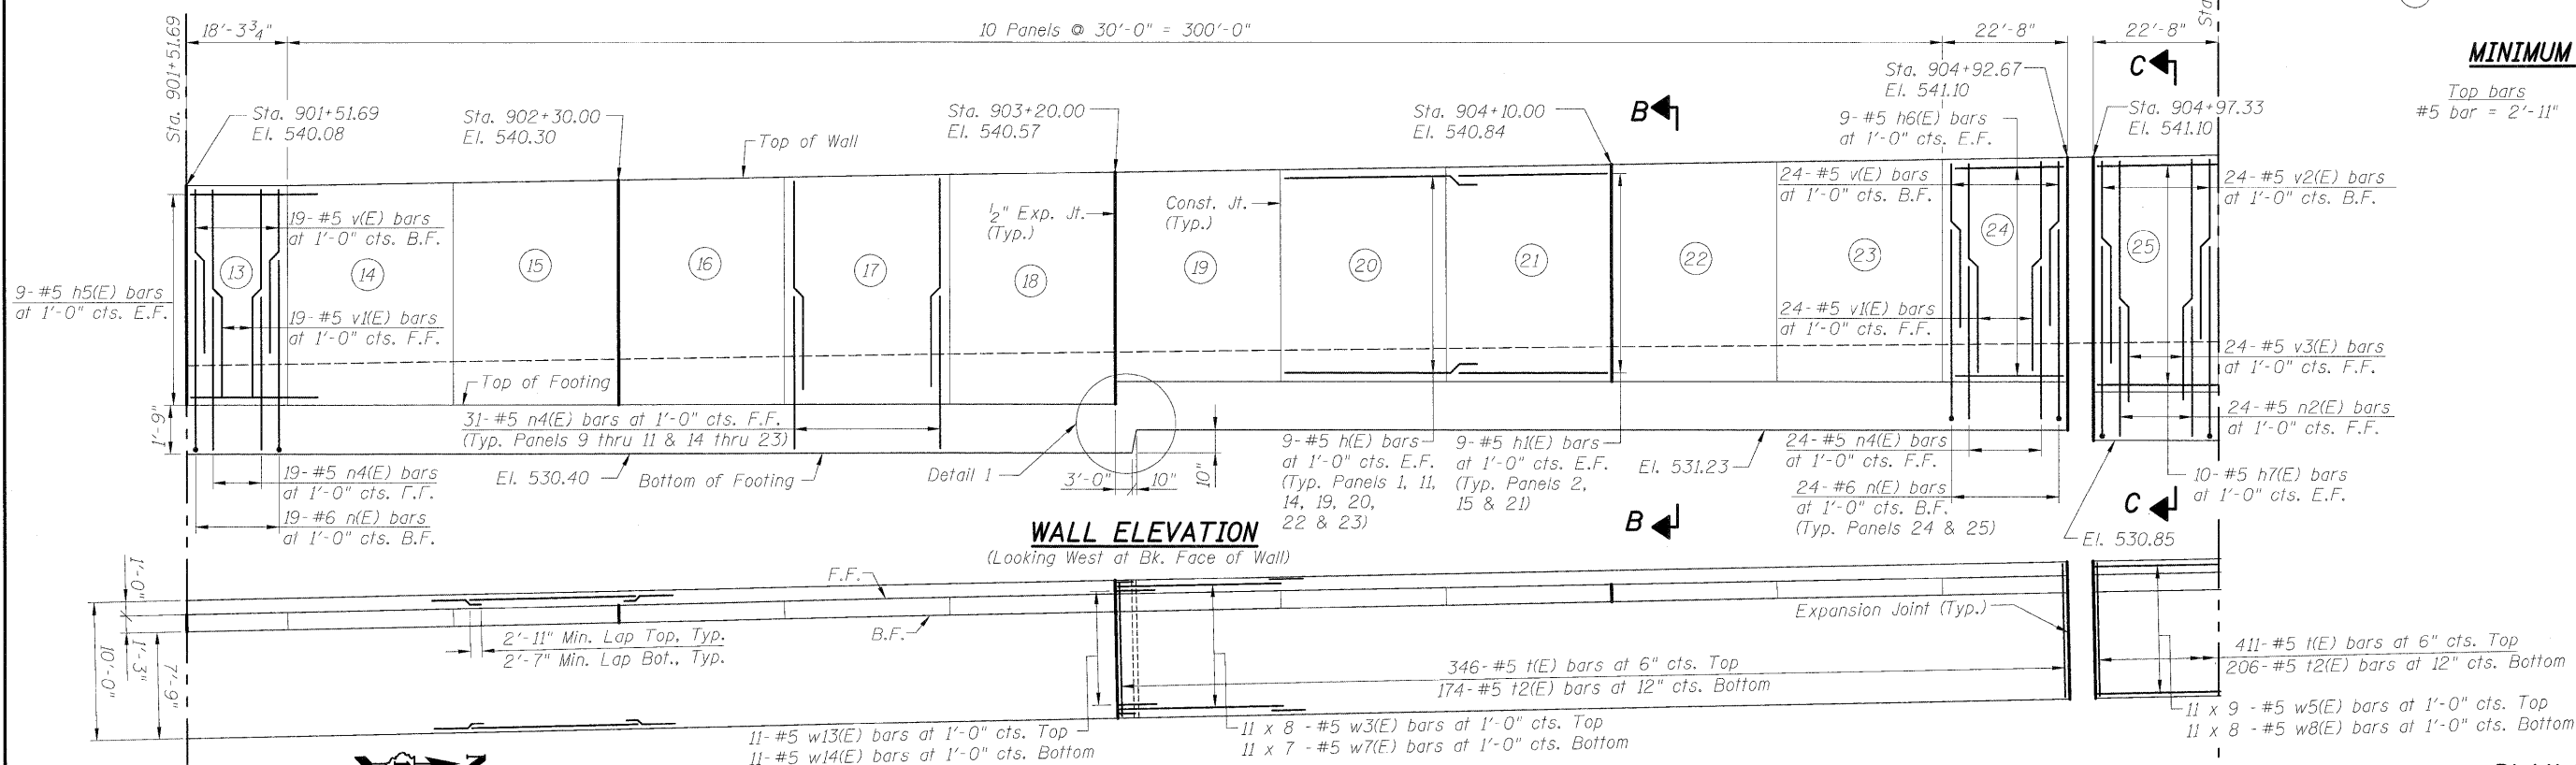 Sta. 901+51.69
18'-3¾"
10 Panels @ 30'-0" = 300'-0"
22'-8"
22'-8"
Sta
MINIMUM
Top bars
#5 bar = 2'-11"
Sta. 901+51.69
El. 540.08
Sta. 902+30.00
El. 540.30
Top of Wall
Sta. 903+20.00
El. 540.57
Sta. 904+10.00
El. 540.84
B
Sta. 904+92.67
El. 541.10
9-#5 h6(E) bars
at 1'-0" cts. E.F.
C
Sta. 904+97.33
El. 541.10
19-#5 v(E) bars
at 1'-0" cts. B.F.
½" Exp. Jt.
(Typ.)
Const. Jt.
(Typ.)
24-#5 v(E) bars
at 1'-0" cts. B.F.
24-#5 v2(E) bars
at 1'-0" cts. B.F.
13
14
15
16
17
18
19
20
21
22
23
24
25
9-#5 h5(E) bars
at 1'-0" cts. E.F.
19-#5 v1(E) bars
at 1'-0" cts. F.F.
24-#5 v1(E) bars
at 1'-0" cts. F.F.
24-#5 v3(E) bars
at 1'-0" cts. F.F.
Top of Footing
1'-9"
31-#5 n4(E) bars at 1'-0" cts. F.F.
(Typ. Panels 9 thru 11 & 14 thru 23)
24-#5 n2(E) bars
at 1'-0" cts. F.F.
19-#5 n4(E) bars
at 1'-0" cts. F.F.
El. 530.40
Bottom of Footing
Detail 1
3'-0"
10"
10"
9-#5 h(E) bars
at 1'-0" cts. E.F.
(Typ. Panels 1, 11,
14, 19, 20,
22 & 23)
9-#5 h1(E) bars
at 1'-0" cts. E.F.
(Typ. Panels 2,
15 & 21)
El. 531.23
24-#5 n4(E) bars
at 1'-0" cts. F.F.
24-#6 n(E) bars
at 1'-0" cts. B.F.
(Typ. Panels 24 & 25)
10-#5 h7(E) bars
at 1'-0" cts. E.F.
19-#6 n(E) bars
at 1'-0" cts. B.F.
B
C
El. 530.85
WALL ELEVATION
(Looking West at Bk. Face of Wall)
1'-0"
1'-3"
7'-9"
10'-0"
F.F.
B.F.
2'-11" Min. Lap Top, Typ.
2'-7" Min. Lap Bot., Typ.
Expansion Joint (Typ.)
346-#5 t(E) bars at 6" cts. Top
174-#5 t2(E) bars at 12" cts. Bottom
411-#5 t(E) bars at 6" cts. Top
206-#5 t2(E) bars at 12" cts. Bottom
11-#5 w13(E) bars at 1'-0" cts. Top
11-#5 w14(E) bars at 1'-0" cts. Bottom
11 x 8 -#5 w3(E) bars at 1'-0" cts. Top
11 x 7 -#5 w7(E) bars at 1'-0" cts. Bottom
11 x 9 -#5 w5(E) bars at 1'-0" cts. Top
11 x 8 -#5 w8(E) bars at 1'-0" cts. Bottom